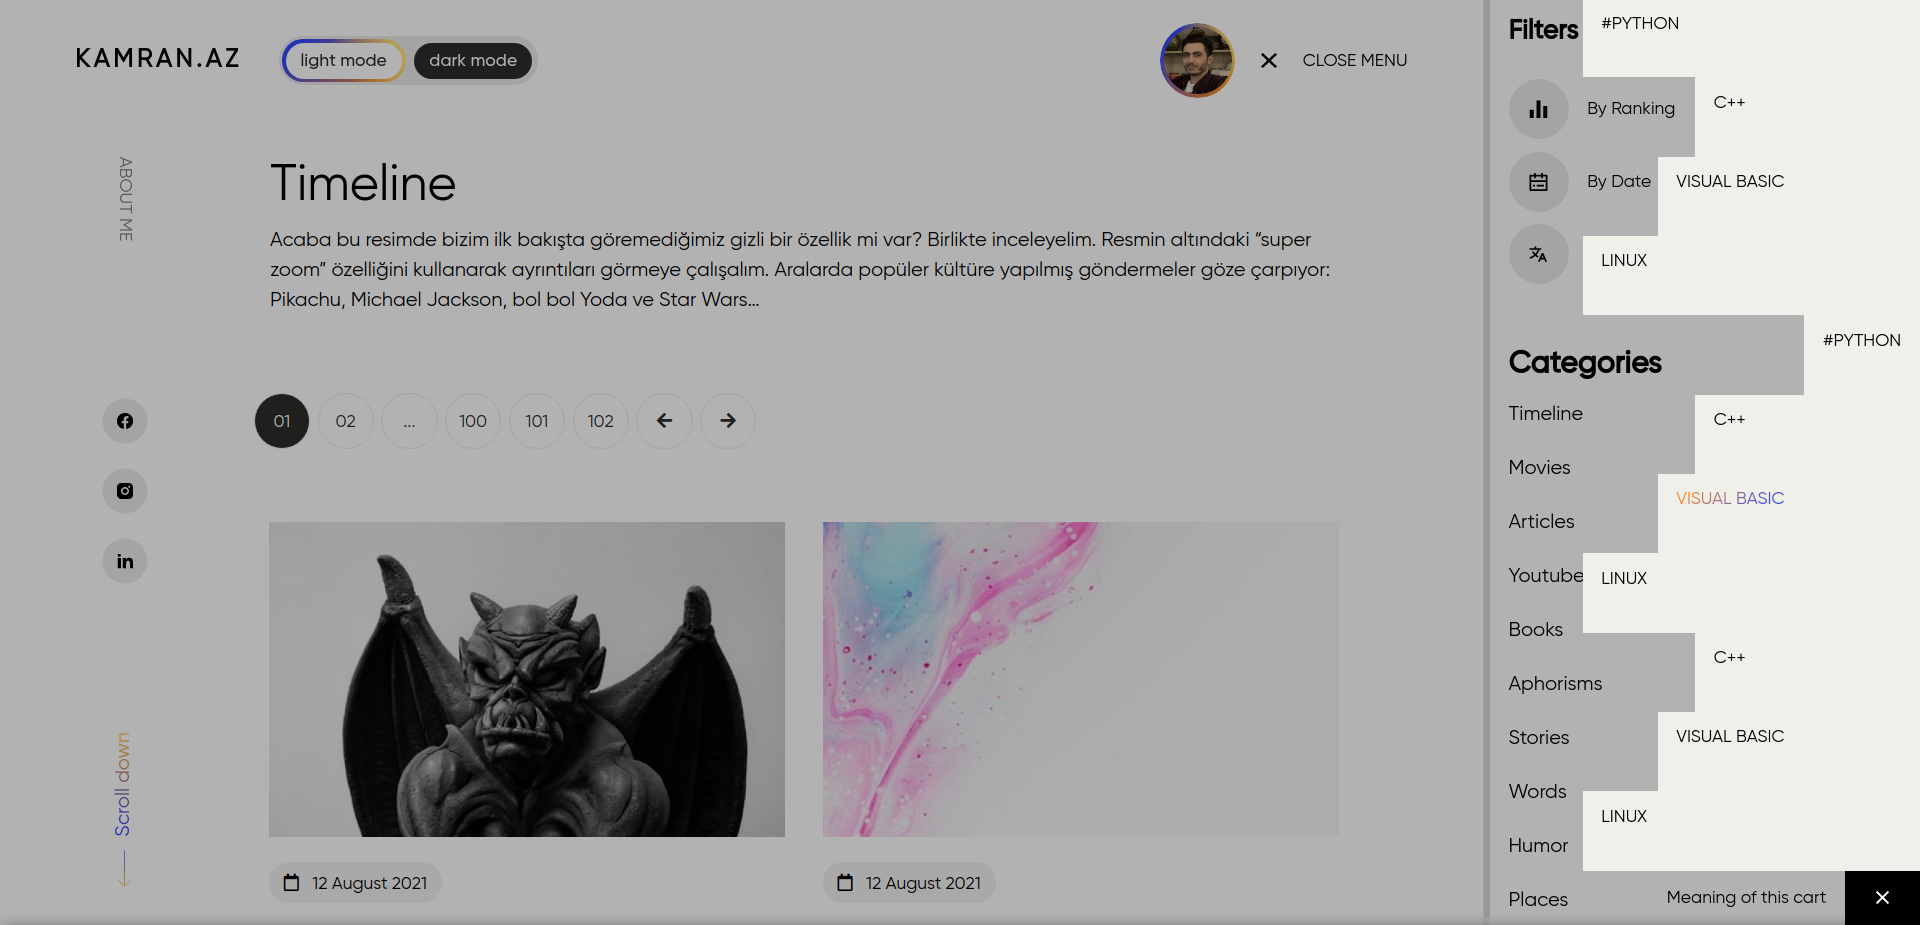 KAMRAN.AZ
light mode
dark mode
CLOSE MENU
ABOUT ME
Timeline
Acaba bu resimde bizim ilk bakışta göremediğimiz gizli bir özellik mi var? Birlikte inceleyelim. Resmin altındaki “super
zoom” özelliğini kullanarak ayrıntıları görmeye çalışalım. Aralarda popüler kültüre yapılmış göndermeler göze çarpıyor:
Pikachu, Michael Jackson, bol bol Yoda ve Star Wars...
01
02
...
100
101
102
Scroll down
12 August 2021
12 August 2021
Filters
By Ranking
By Date
Categories
Timeline
Movies
Articles
Youtube
Books
Aphorisms
Stories
Words
Humor
Places
#PYTHON
C++
VISUAL BASIC
LINUX
#PYTHON
C++
VISUAL BASIC
LINUX
C++
VISUAL BASIC
LINUX
Meaning of this cart